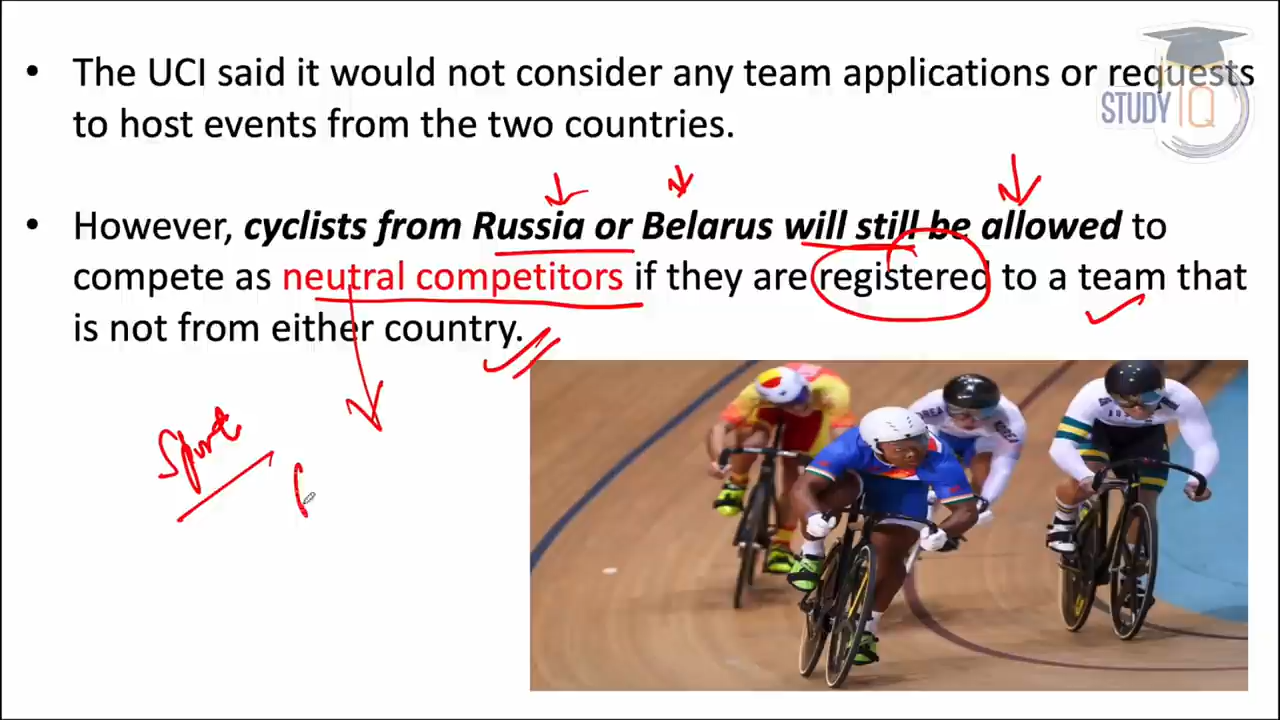 The UCI said it would not consider any team applications or requests
to host events from the two countries.
STUDY IQ
However, cyclists from Russia or Belarus will still be allowed to
compete as neutral competitors if they are registered to a team that
is not from either country.
Sport